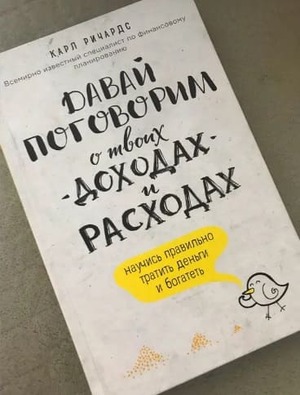 КАРЛ РИЧАРДС
Всемирно известный специалист по финансовому
планированию
ДАВАЙ
ПОГОВОРИМ
о твоих
-ДОХОДАХ-
и
РАСХОДАХ
научись правильно
тратить деньги
и богатеть